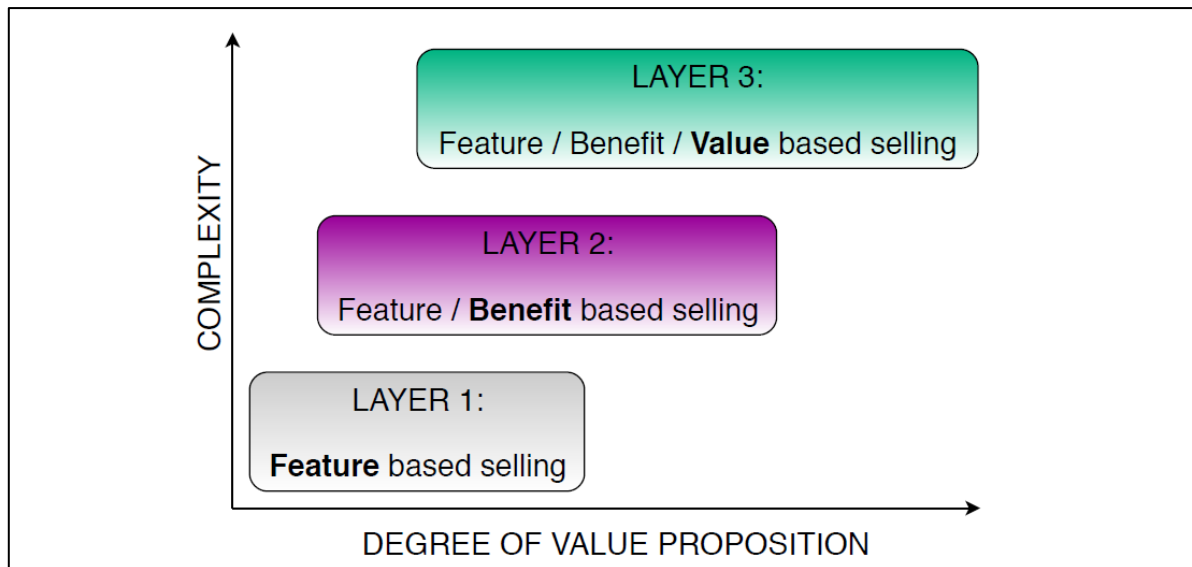 LAYER 3:
Feature / Benefit / Value based selling
COMPLEXITY
LAYER 2:
Feature / Benefit based selling
LAYER 1:
Feature based selling
DEGREE OF VALUE PROPOSITION